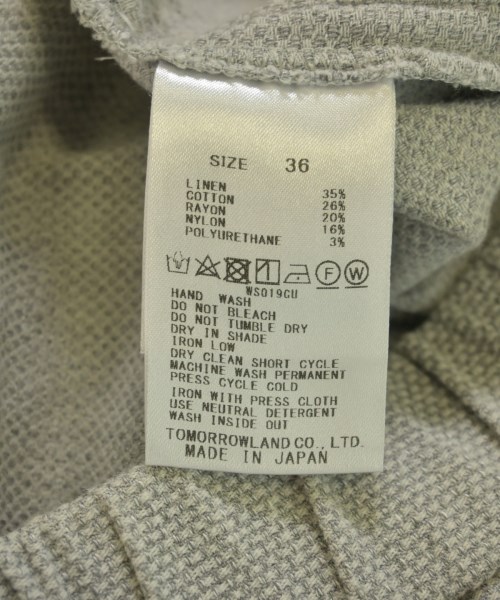 SIZE 36
LINEN 35%
COTTON 26%
RAYON 20%
NYLON 16%
POLYURETHANE 3%
F W
WS019GU
HAND WASH
DO NOT BLEACH
DO NOT TUMBLE DRY
DRY IN SHADE
IRON LOW
DRY CLEAN SHORT CYCLE
MACHINE WASH PERMANENT
PRESS CYCLE COLD
IRON WITH PRESS CLOTH
USE NEUTRAL DETERGENT
WASH INSIDE OUT
TOMORROWLAND CO., LTD.
MADE IN JAPAN